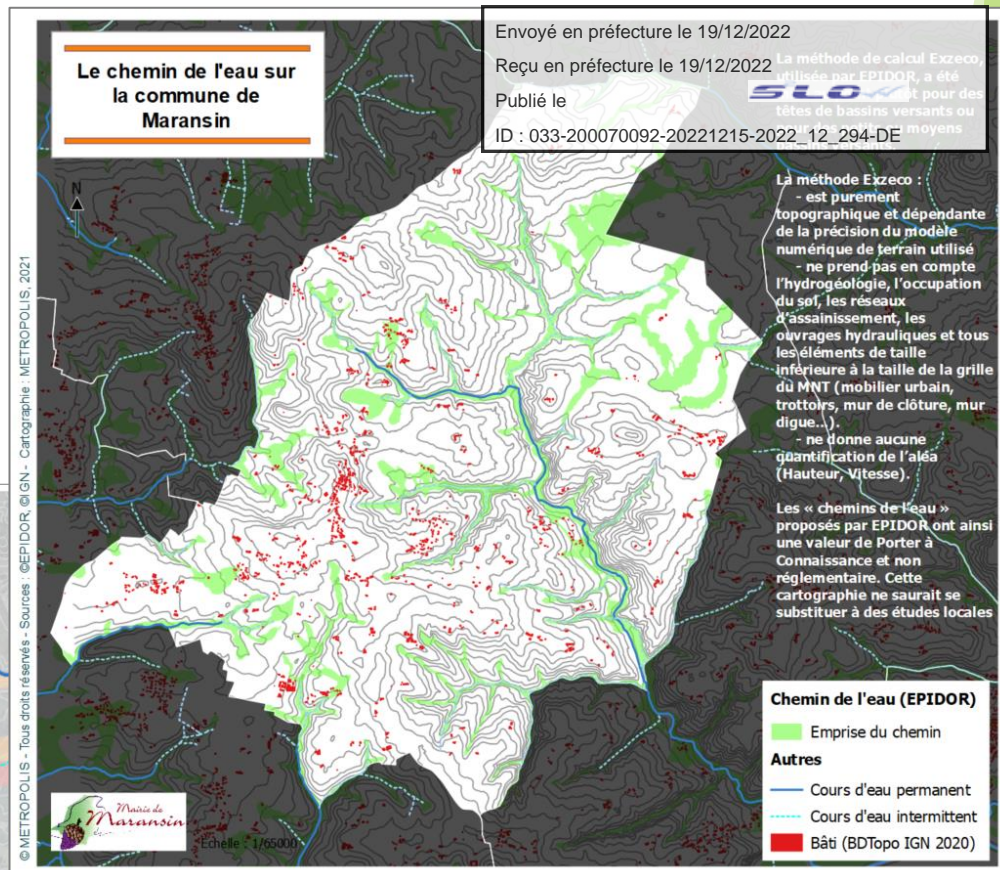 Le chemin de l'eau sur
la commune de
Maransin
Envoyé en préfecture le 19/12/2022
Reçu en préfecture le 19/12/2022
Publié le
SLO
ID : 033-200070092-20221215-2022_12_294-DE
La méthode de calcul Exzeco,
utilisée par EPIDOR, a été
pour des
têtes de bassins versants ou
moyens
bassins versants.
La méthode Exzeco :
- est purement
topographique et dépendante
de la précision du modèle
numérique de terrain utilisé
- ne prend pas en compte
l'hydrogéologie, l'occupation
du sol, les réseaux
d'assainissement, les
ouvrages hydrauliques et tous
les éléments de taille
inférieure à la taille de la grille
du MNT (mobilier urbain,
trottoirs, mur de clôture, mur
digue...).
- ne donne aucune
quantification de l'aléa
(Hauteur, Vitesse).
Les « chemins de l'eau »
proposés par EPIDOR ont ainsi
une valeur de Porter à
Connaissance et non
réglementaire. Cette
cartographie ne saurait se
substituer à des études locales
N
© METROPOLIS - Tous droits réservés - Sources : ©EPIDOR, ©IGN - Cartographie : METROPOLIS, 2021
Chemin de l'eau (EPIDOR)
Emprise du chemin
Autres
Cours d'eau permanent
Cours d'eau intermittent
Bâti (BDTopo IGN 2020)
Mairie de
Maransin
Echelle : 1/65000